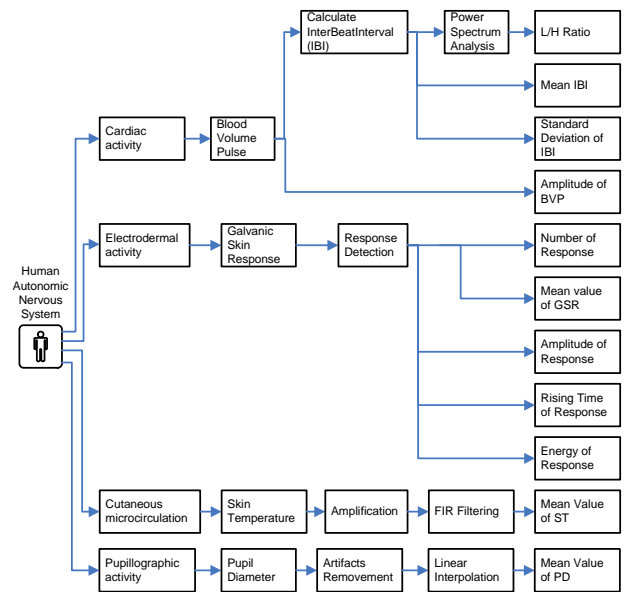 Calculate
InterBeatInterval
(IBI)
Power
Spectrum
Analysis
L/H Ratio
Mean IBI
Cardiac
activity
Blood
Volume
Pulse
Standard
Deviation of
IBI
Amplitude of
BVP
Electrodermal
activity
Galvanic
Skin
Response
Response
Detection
Number of
Response
Human
Autonomic
Nervous
System
Mean value
of GSR
Amplitude of
Response
Rising Time
of Response
Energy of
Response
Cutaneous
microcirculation
Skin
Temperature
Amplification
FIR Filtering
Mean Value
of ST
Pupillographic
activity
Pupil
Diameter
Artifacts
Removement
Linear
Interpolation
Mean Value
of PD